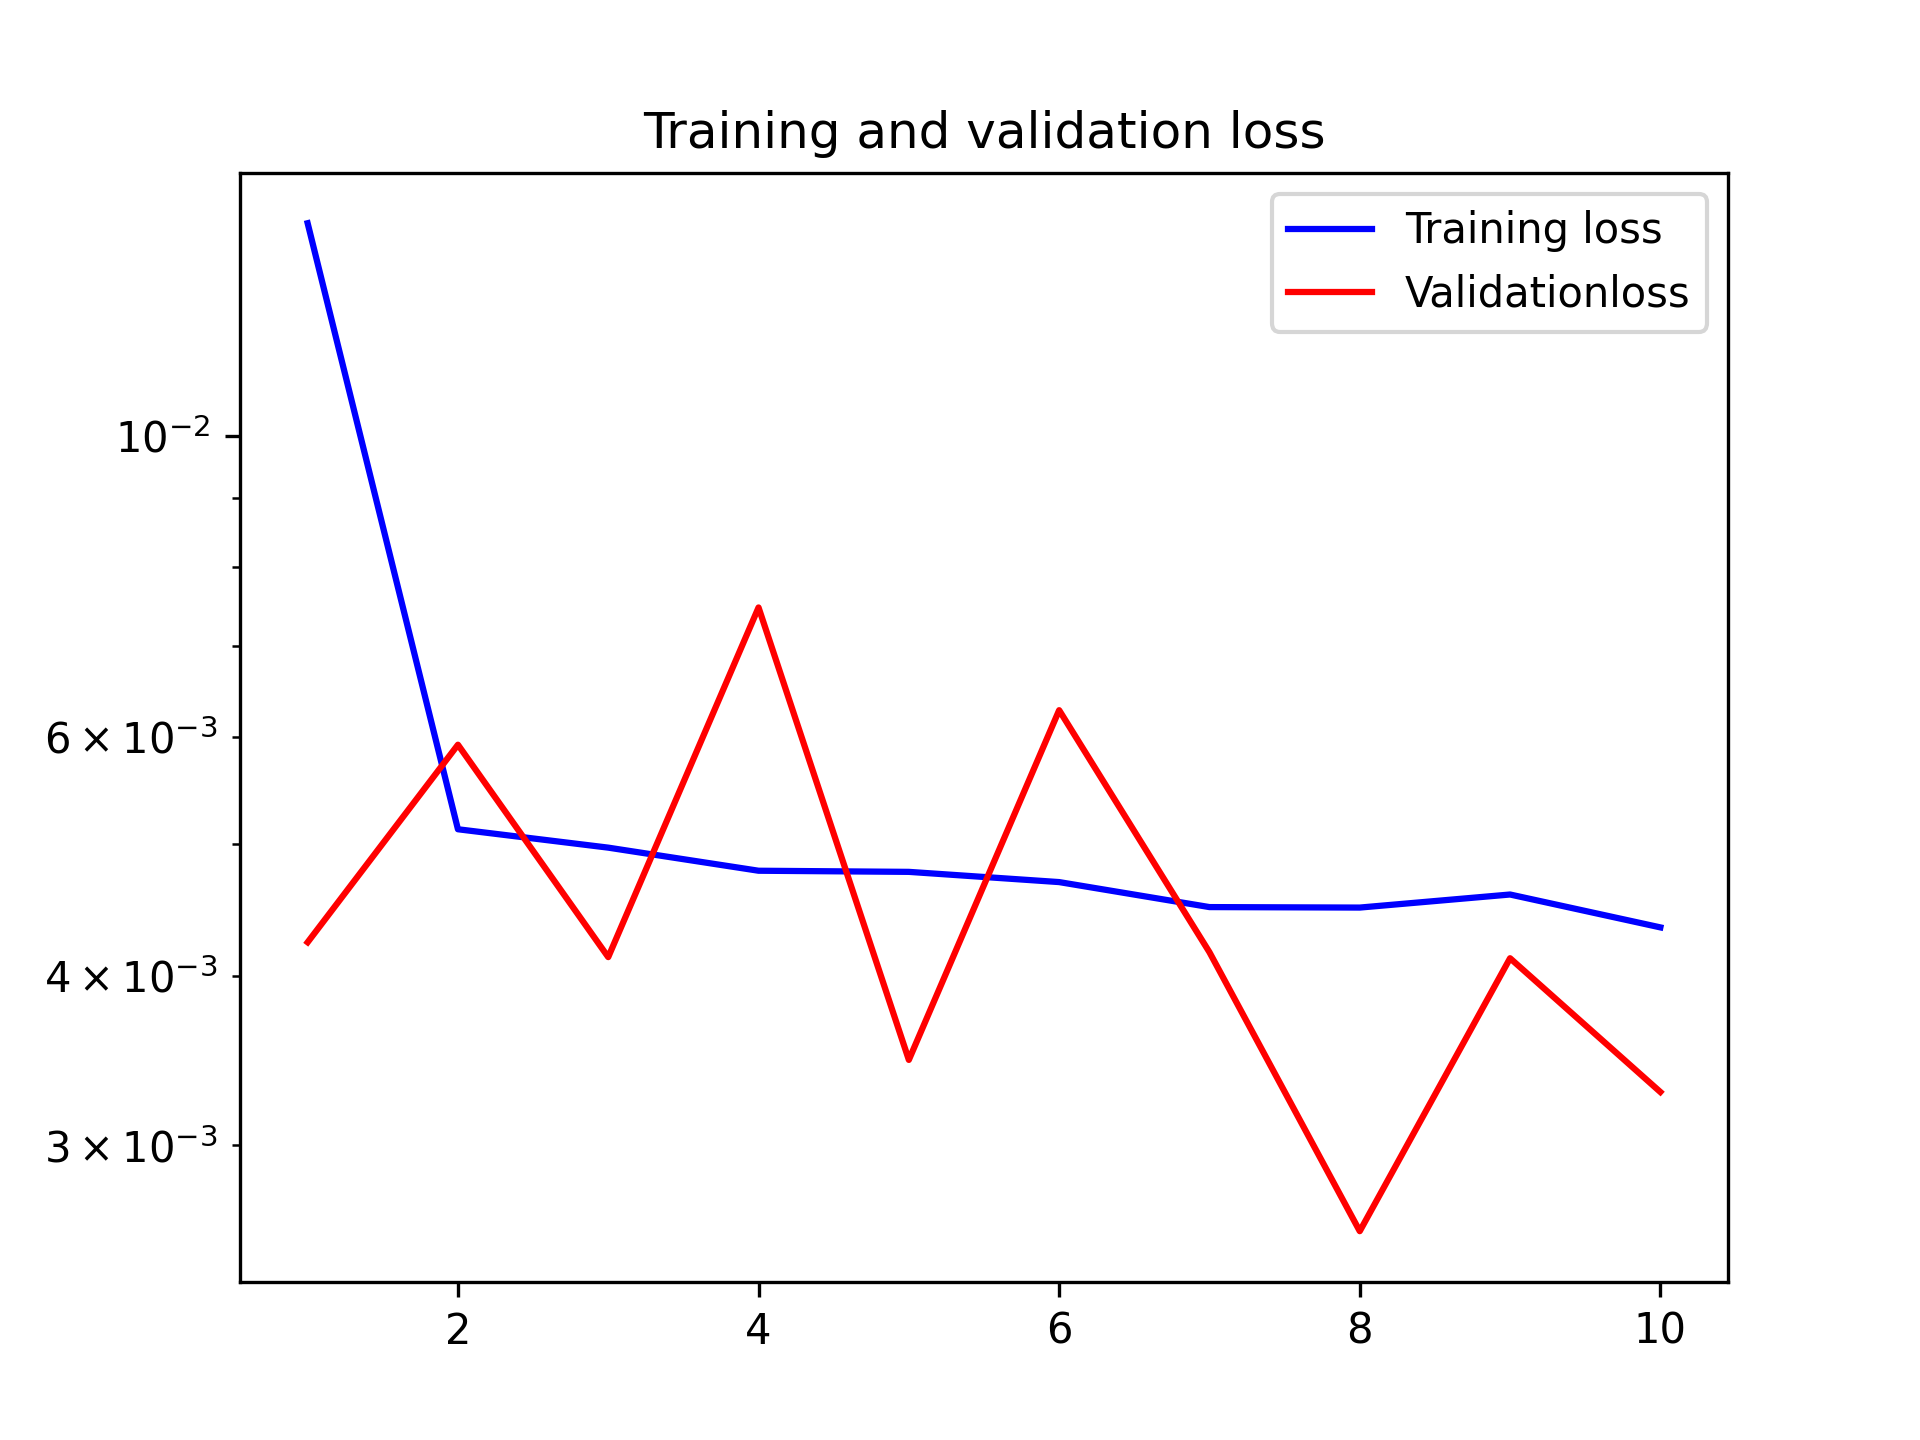 Training and validation loss
Training loss
Validationloss
10⁻²
6 × 10⁻³
4 × 10⁻³
3 × 10⁻³
2 4 6 8 10